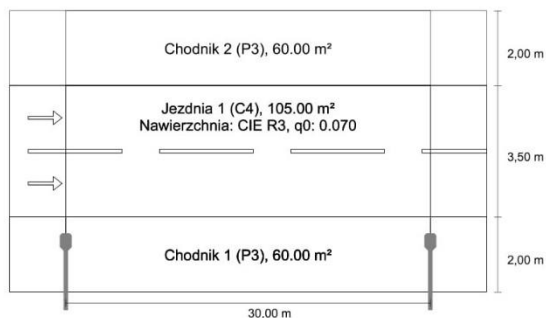 Chodnik 2 (P3), 60.00 m²
2,00 m
Jezdnia 1 (C4), 105.00 m²
Nawierzchnia: CIE R3, q0: 0.070
3,50 m
Chodnik 1 (P3), 60.00 m²
2,00 m
30.00 m